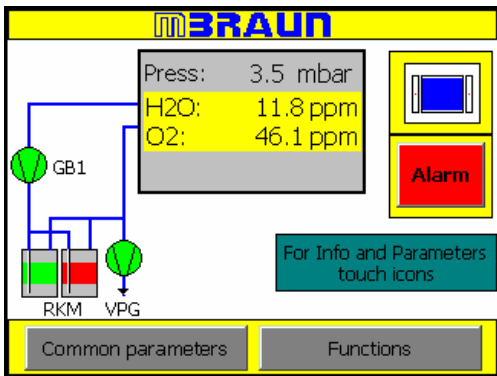 mBRAUN
Press: 3.5 mbar
H2O: 11.8 ppm
O2: 46.1 ppm
GB1
Alarm
For Info and Parameters
touch icons
RKM VPG
Common parameters Functions